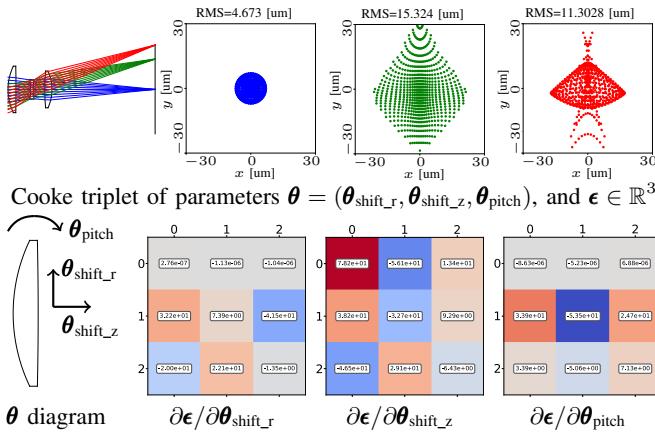 RMS=4.673 [um]
RMS=15.324 [um]
RMS=11.3028 [um]
y [um]
30
0
−30
−30 0 30
x [um]
y [um]
30
0
−30
−30 0 30
x [um]
y [um]
30
0
−30
−30 0 30
x [um]
Cooke triplet of parameters θ = (θshift_r, θshift_z, θpitch), and ϵ ∈ ℝ³
θpitch
θshift_r
θshift_z
θ diagram
0 1 2
0 2.76e-07 -1.13e-06 -1.04e-06
1 3.22e+01 7.39e+00 -4.15e+01
2 -2.00e+01 2.21e+01 -1.35e+00
∂ϵ/∂θshift_r
0 1 2
0 7.82e+01 -5.61e+01 1.34e+01
1 3.82e+01 -3.27e+01 9.29e+00
2 -4.65e+01 2.91e+01 -6.43e+00
∂ϵ/∂θshift_z
0 1 2
0 -8.63e-06 -5.23e-06 6.88e-06
1 3.39e+01 -5.35e+01 2.47e+01
2 3.39e+00 -5.06e+00 7.13e+00
∂ϵ/∂θpitch